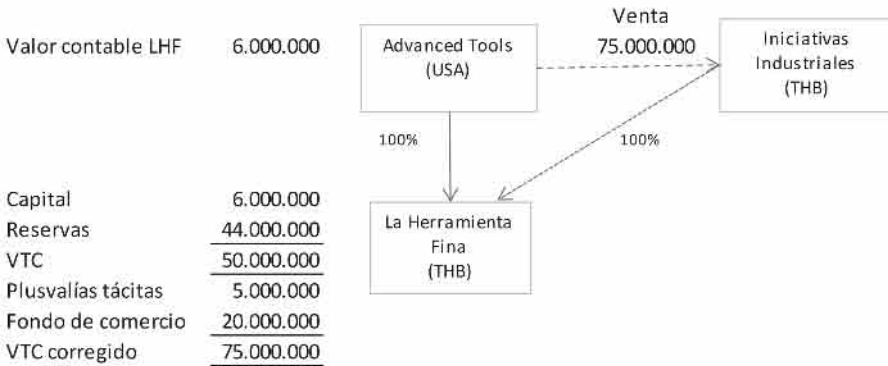 Venta
Valor contable LHF 6.000.000
Advanced Tools
(USA)
75.000.000
Iniciativas
Industriales
(THB)
100%
100%
Capital 6.000.000
Reservas 44.000.000
VTC 50.000.000
Plusvalías tácitas 5.000.000
Fondo de comercio 20.000.000
VTC corregido 75.000.000
La Herramienta
Fina
(THB)